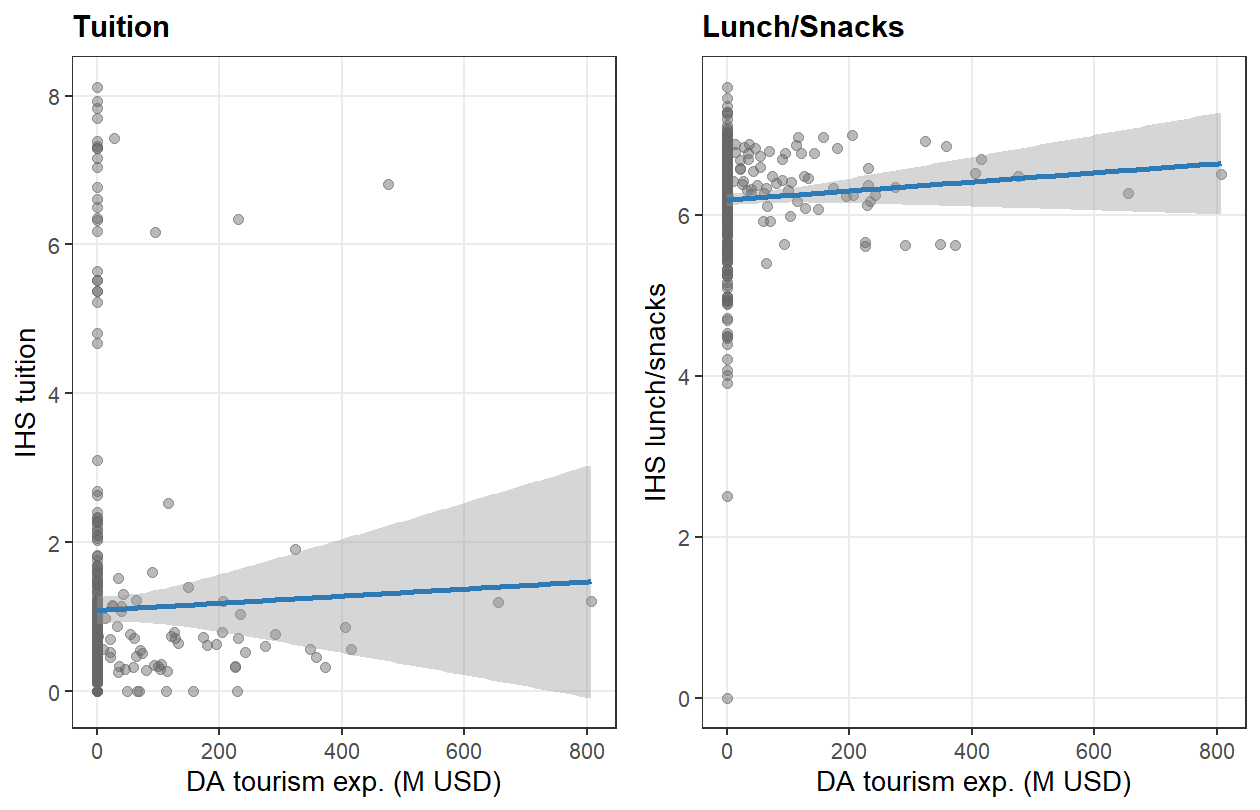 Tuition
IHS tuition
8
6
4
2
0
0 200 400 600 800
DA tourism exp. (M USD)
Lunch/Snacks
IHS lunch/snacks
6
4
2
0
0 200 400 600 800
DA tourism exp. (M USD)